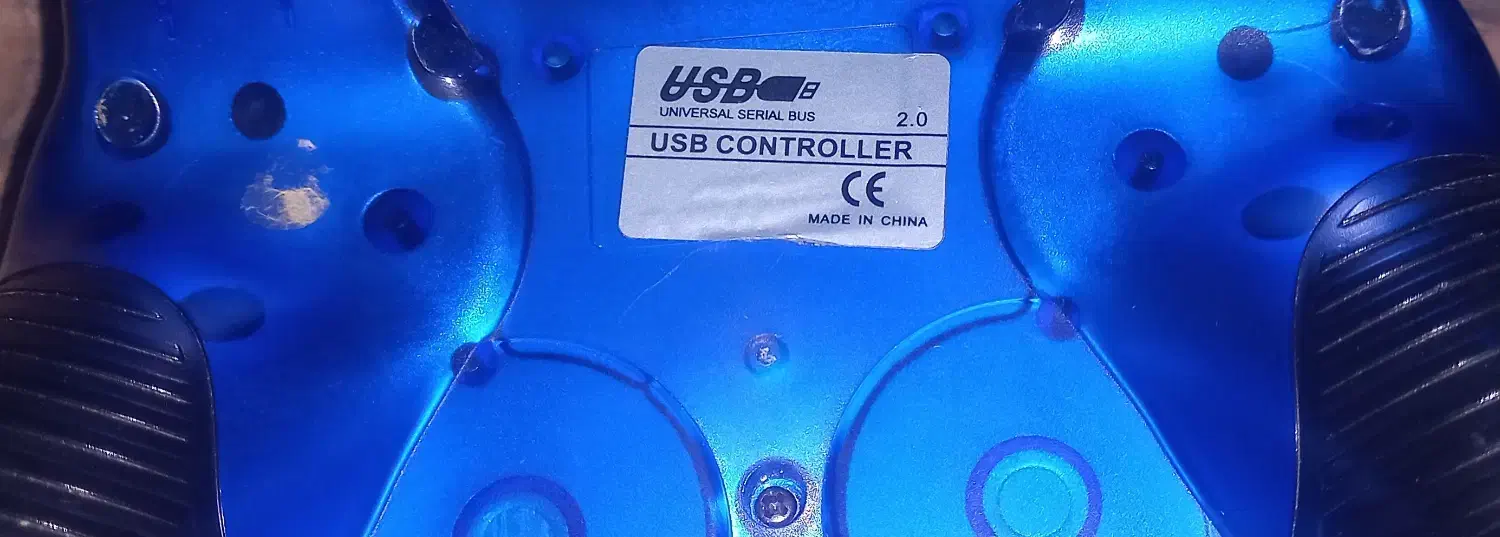 USB
UNIVERSAL SERIAL BUS
2.0
USB CONTROLLER
CE
MADE IN CHINA